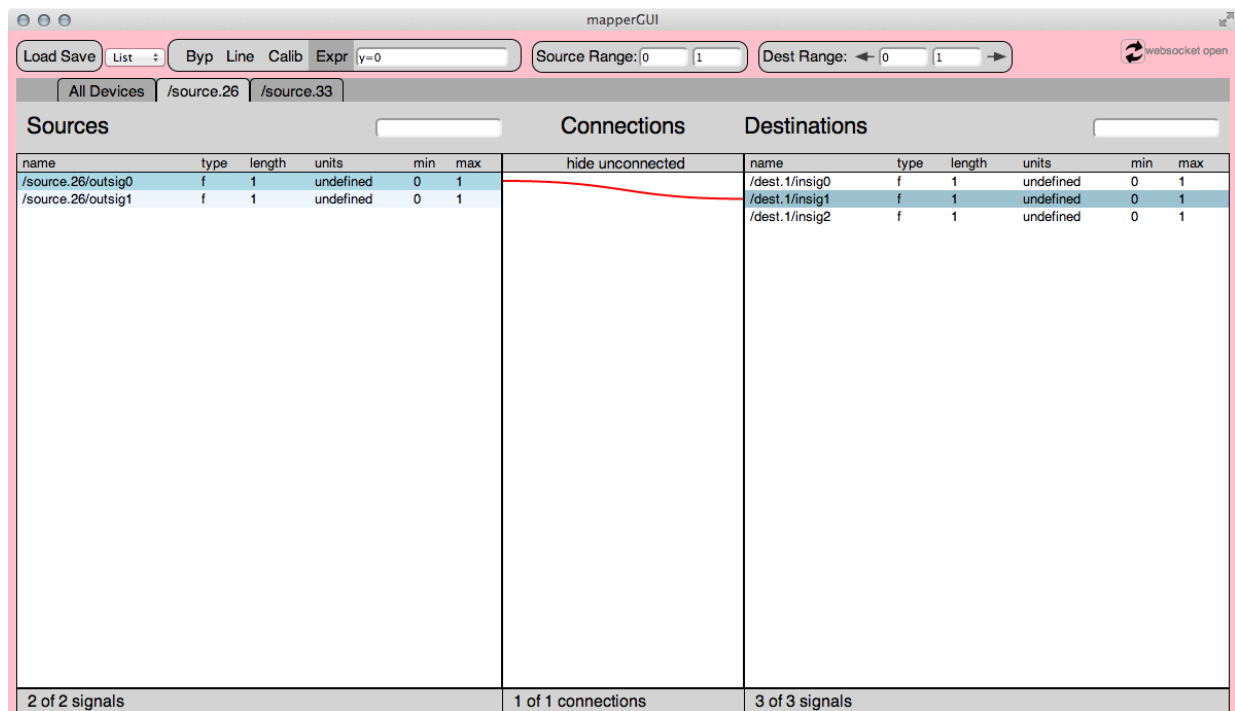 mapperGUI
Load Save List Byp Line Calib Expr y=0 Source Range: 0 1 Dest Range: 0 1 websocket open
All Devices /source.26 /source.33
Sources Connections Destinations
name type length units min max hide unconnected name type length units min max
/source.26/outsig0 f 1 undefined 0 1 /dest.1/insig0 f 1 undefined 0 1
/source.26/outsig1 f 1 undefined 0 1 /dest.1/insig1 f 1 undefined 0 1
/dest.1/insig2 f 1 undefined 0 1
2 of 2 signals 1 of 1 connections 3 of 3 signals